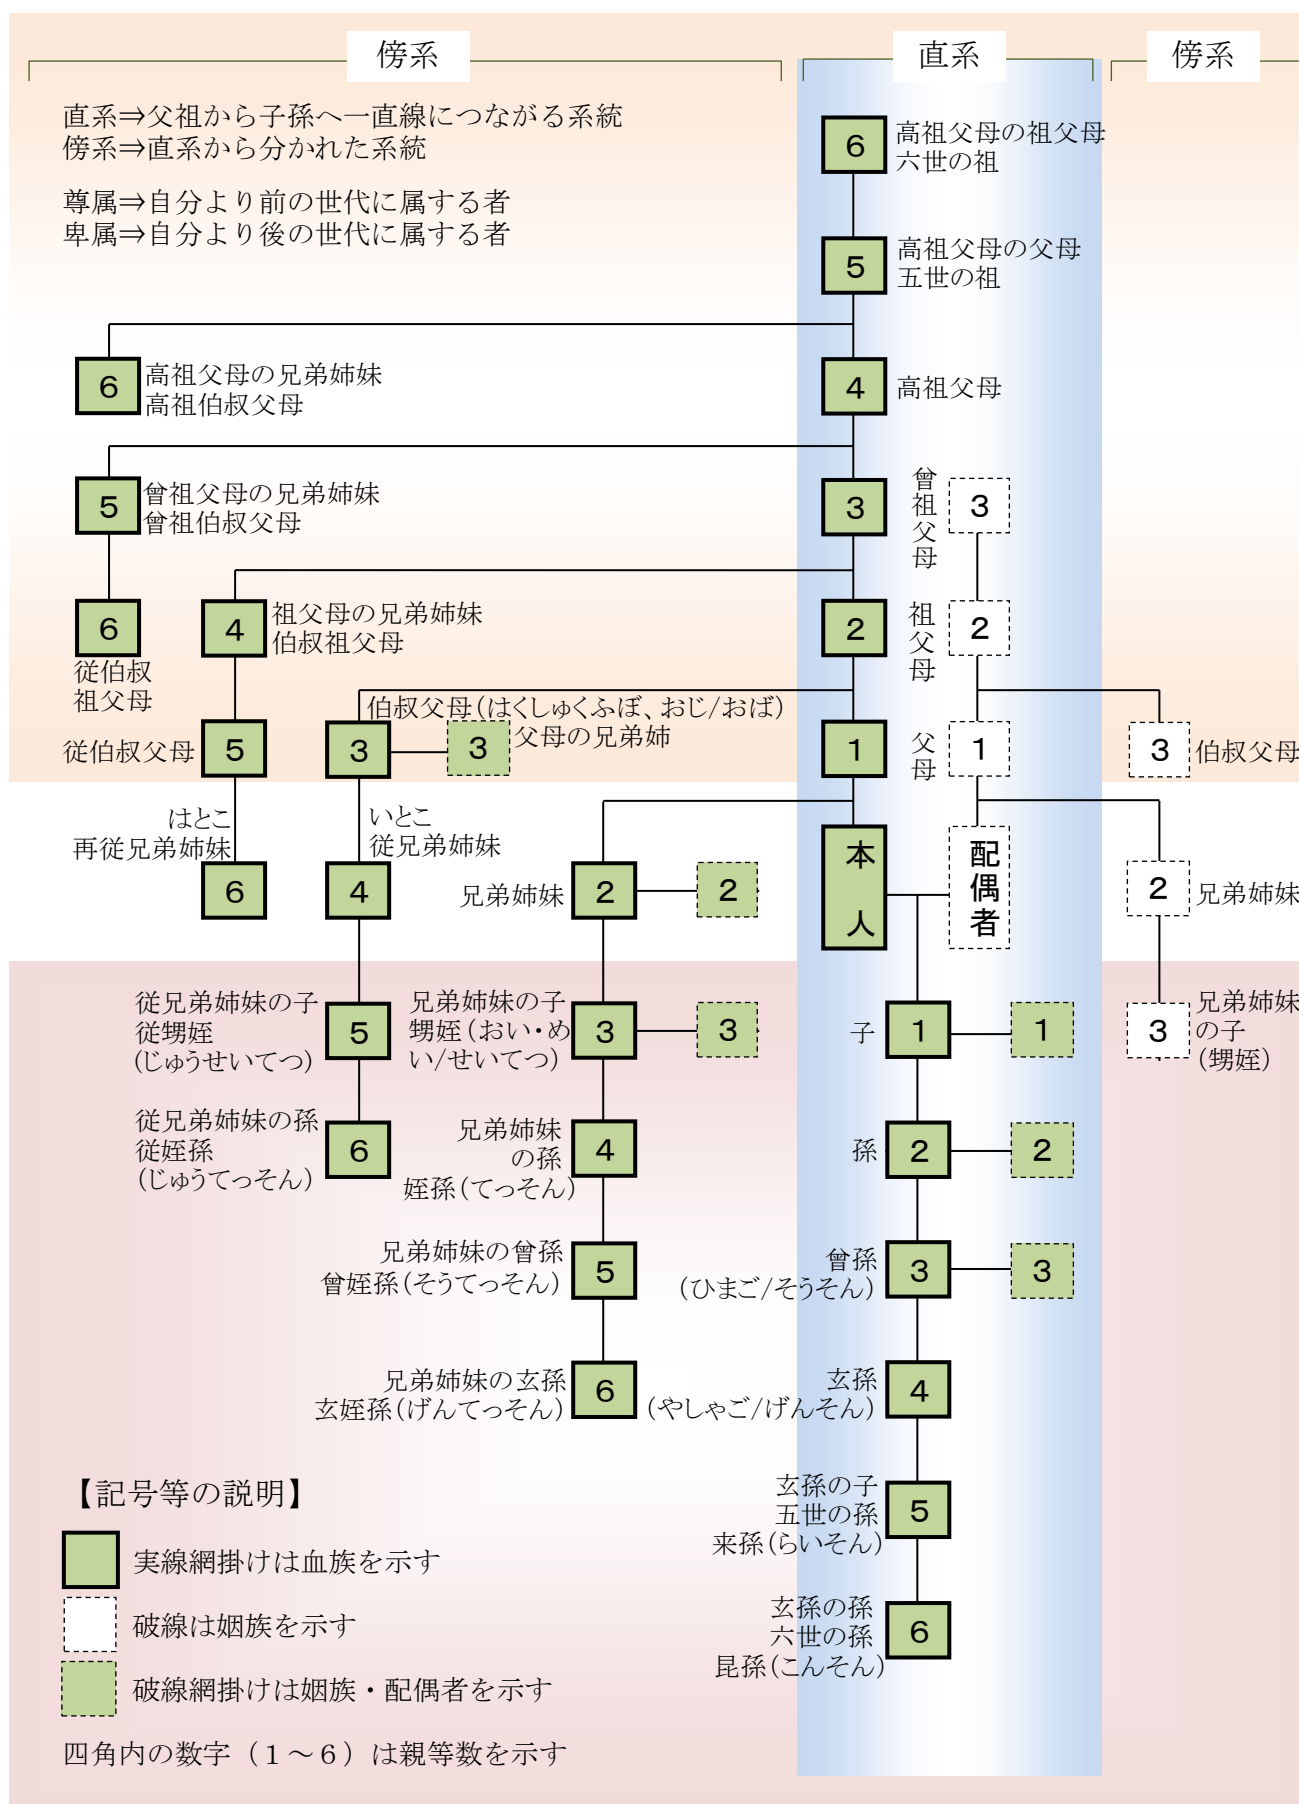 傍系
直系
傍系
直系⇒父祖から子孫へ一直線につながる系統
傍系⇒直系から分かれた系統
尊属⇒自分より前の世代に属する者
卑属⇒自分より後の世代に属する者
6
高祖父母の祖父母
六世の祖
5
高祖父母の父母
五世の祖
6
高祖父母の兄弟姉妹
高祖伯叔父母
4
高祖父母
5
曾祖父母の兄弟姉妹
曾祖伯叔父母
3
曾祖父母
3
6
従伯叔
祖父母
4
祖父母の兄弟姉妹
伯叔祖父母
2
祖父母
2
従伯叔父母
5
伯叔父母(はくしゅくふぼ、おじ/おば)
父母の兄弟姉
3
3
1
父母
1
3
伯叔父母
はとこ
再従兄弟姉妹
6
いとこ
従兄弟姉妹
4
兄弟姉妹
2
2
本人
配偶者
2
兄弟姉妹
従兄弟姉妹の子
従甥姪
(じゅうせいてつ)
5
兄弟姉妹の子
甥姪(おい・め
い/せいてつ)
3
3
子
1
1
3
兄弟姉妹
の子
(甥姪)
従兄弟姉妹の孫
従姪孫
(じゅうてっそん)
6
兄弟姉妹
の孫
姪孫(てっそん)
4
孫
2
2
兄弟姉妹の曾孫
曾姪孫(そうてっそん)
5
曾孫
(ひまご/そうそん)
3
3
兄弟姉妹の玄孫
玄姪孫(げんてっそん)
6
玄孫
(やしゃご/げんそん)
4
玄孫の子
五世の孫
来孫(らいそん)
5
玄孫の孫
六世の孫
昆孫(こんそん)
6
【記号等の説明】
実線網掛けは血族を示す
破線は姻族を示す
破線網掛けは姻族・配偶者を示す
四角内の数字（１～６）は親等数を示す